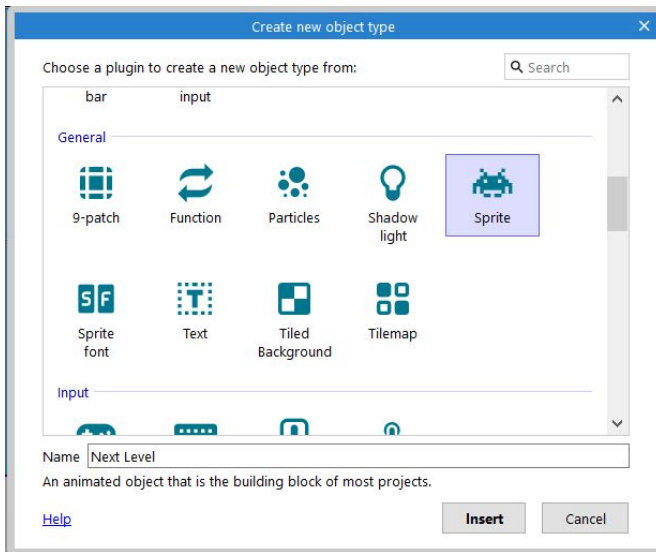 Create new object type
Choose a plugin to create a new object type from:
Search
bar input
General
9-patch Function Particles Shadow light Sprite
SF
T
Sprite font Text Tiled Background Tilemap
Input
Name Next Level
An animated object that is the building block of most projects.
Help Insert Cancel